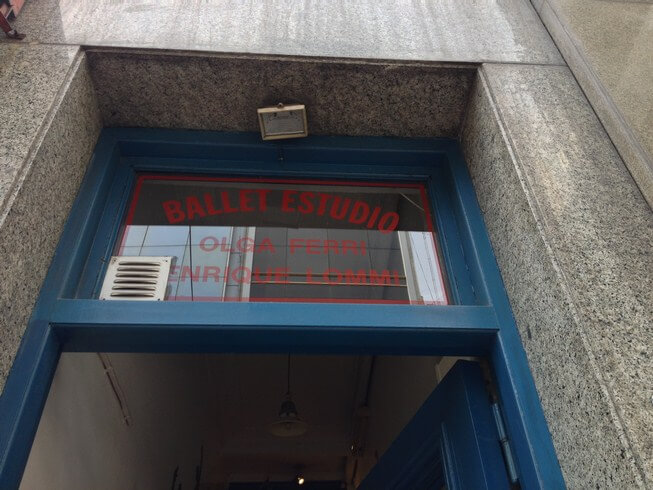 BALLET ESTUDIO
OLGA FERRI
ENRIQUE LOMMI